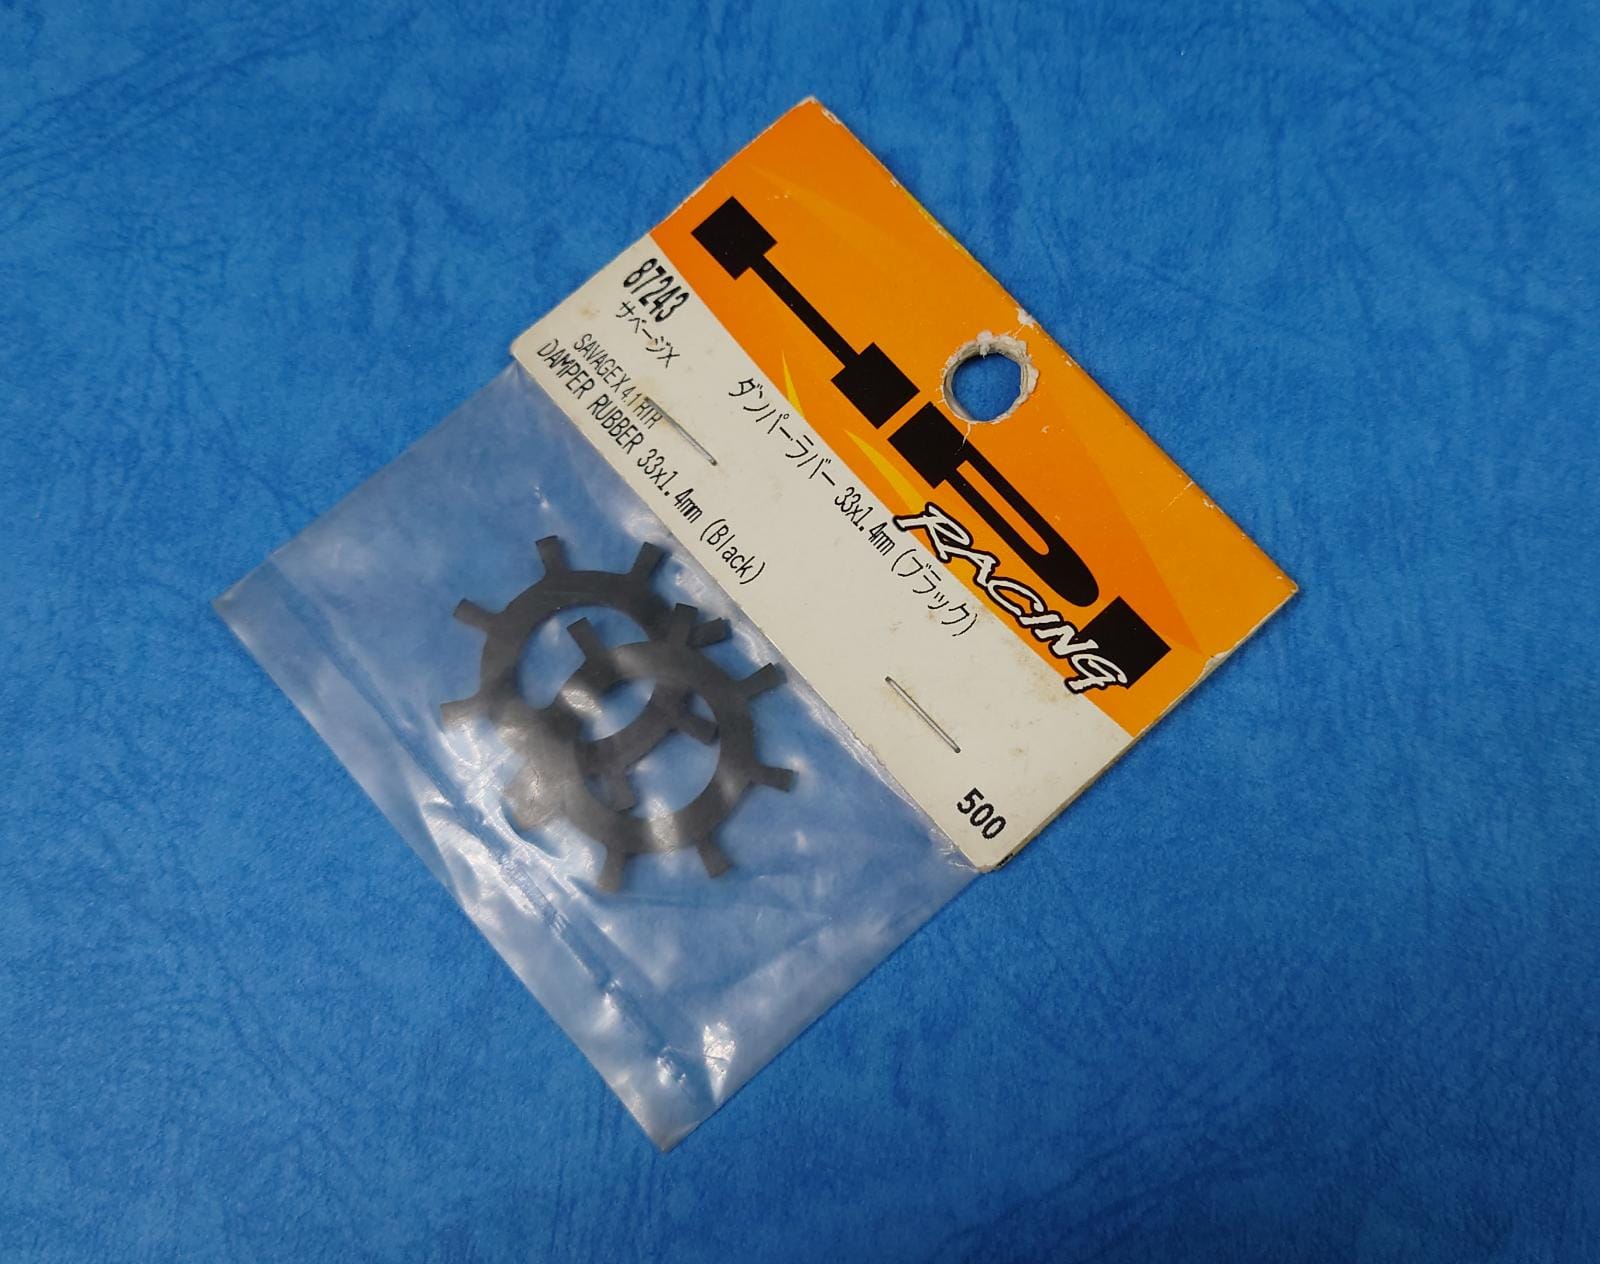 HPI
RACING
87243
サベージX ダンパーラバー 33x1.4mm (ブラック)
SAVAGE X 4.1 RTR
DAMPER RUBBER 33x1.4mm (Black)
500